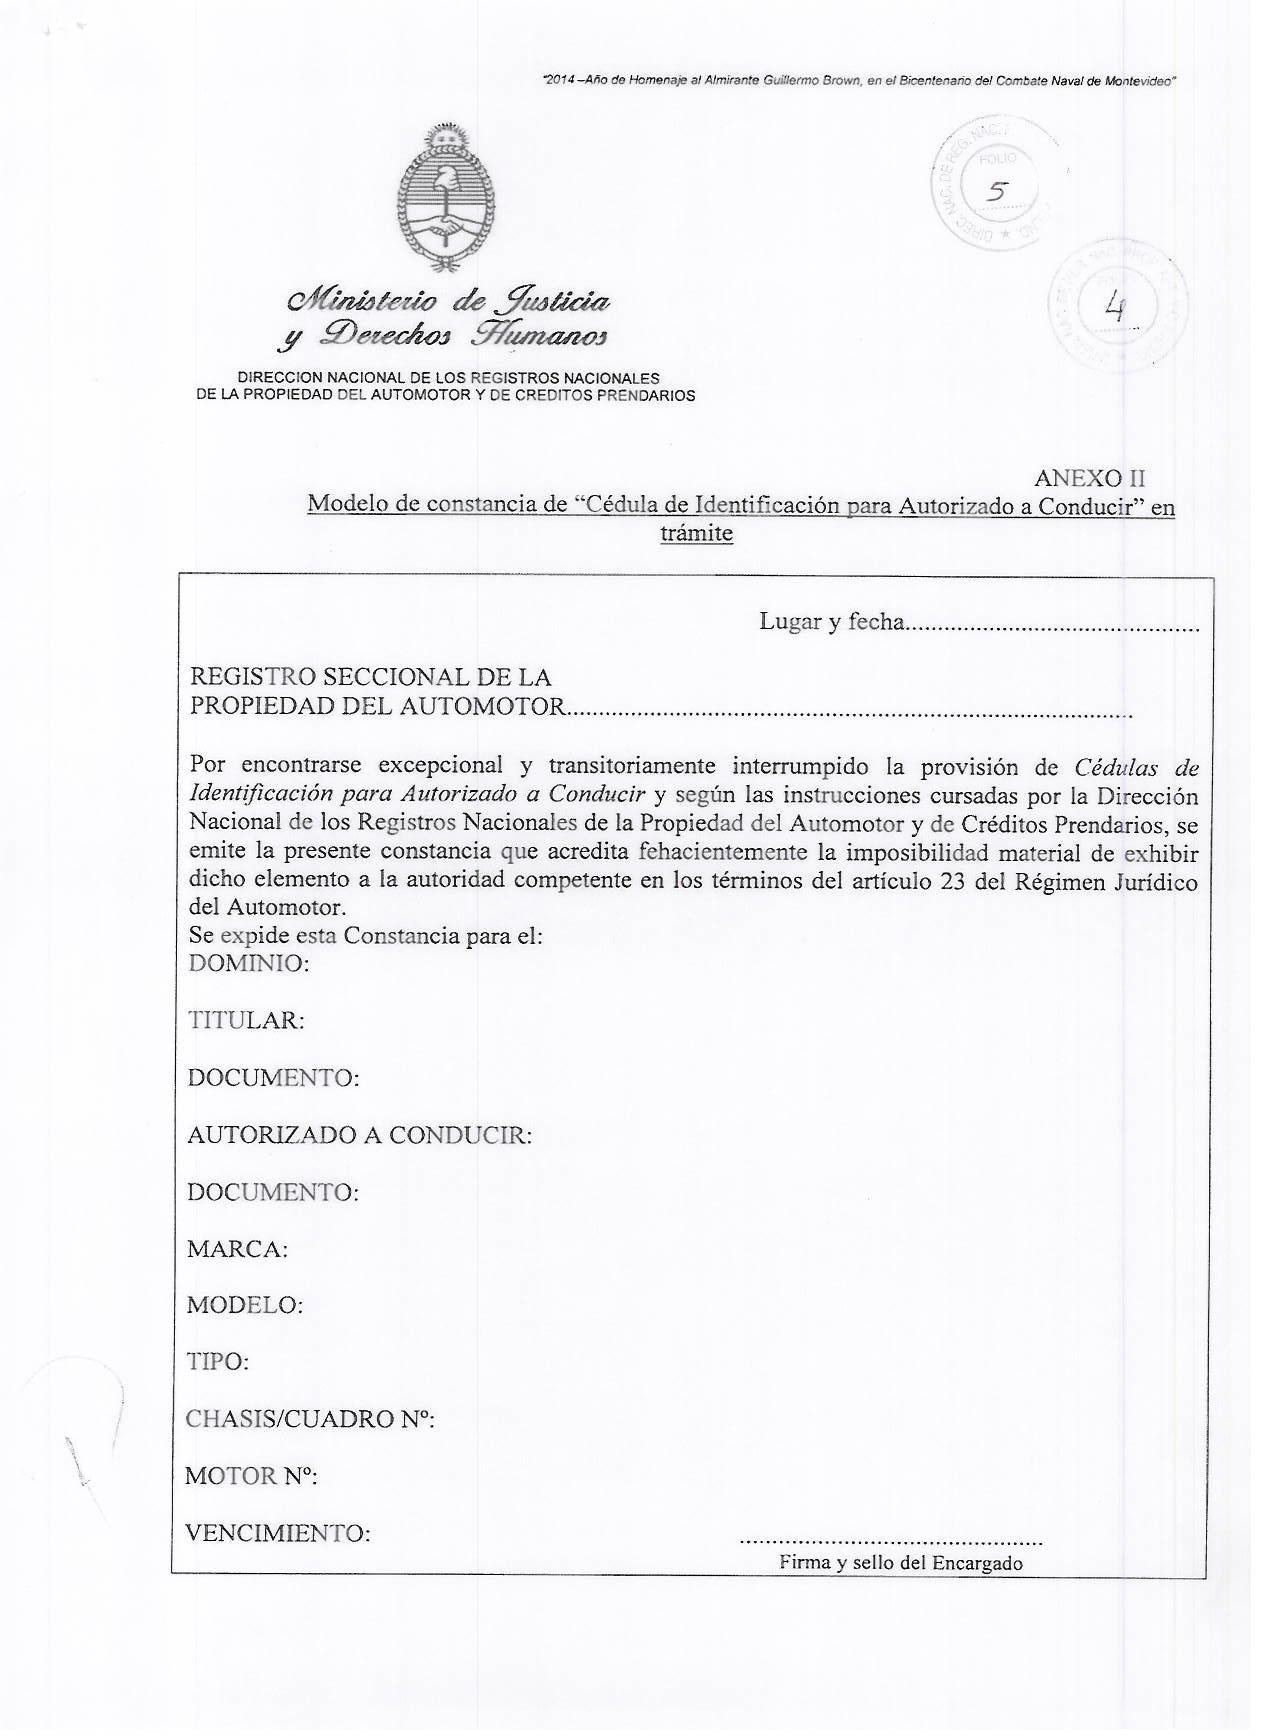 "2014 –Año de Homenaje al Almirante Guillermo Brown, en el Bicentenario del Combate Naval de Montevideo"
DIREC. NAC. DE REG. NAC.
FOLIO
5
4
Ministerio de Justicia
y Derechos Humanos
DIRECCION NACIONAL DE LOS REGISTROS NACIONALES
DE LA PROPIEDAD DEL AUTOMOTOR Y DE CREDITOS PRENDARIOS
ANEXO II
Modelo de constancia de “Cédula de Identificación para Autorizado a Conducir” en
trámite
Lugar y fecha.............................................
REGISTRO SECCIONAL DE LA
PROPIEDAD DEL AUTOMOTOR......................................................................................
Por encontrarse excepcional y transitoriamente interrumpido la provisión de Cédulas de
Identificación para Autorizado a Conducir y según las instrucciones cursadas por la Dirección
Nacional de los Registros Nacionales de la Propiedad del Automotor y de Créditos Prendarios, se
emite la presente constancia que acredita fehacientemente la imposibilidad material de exhibir
dicho elemento a la autoridad competente en los términos del artículo 23 del Régimen Jurídico
del Automotor.
Se expide esta Constancia para el:
DOMINIO:
TITULAR:
DOCUMENTO:
AUTORIZADO A CONDUCIR:
DOCUMENTO:
MARCA:
MODELO:
TIPO:
CHASIS/CUADRO Nº:
MOTOR Nº:
VENCIMIENTO:
..............................................
Firma y sello del Encargado